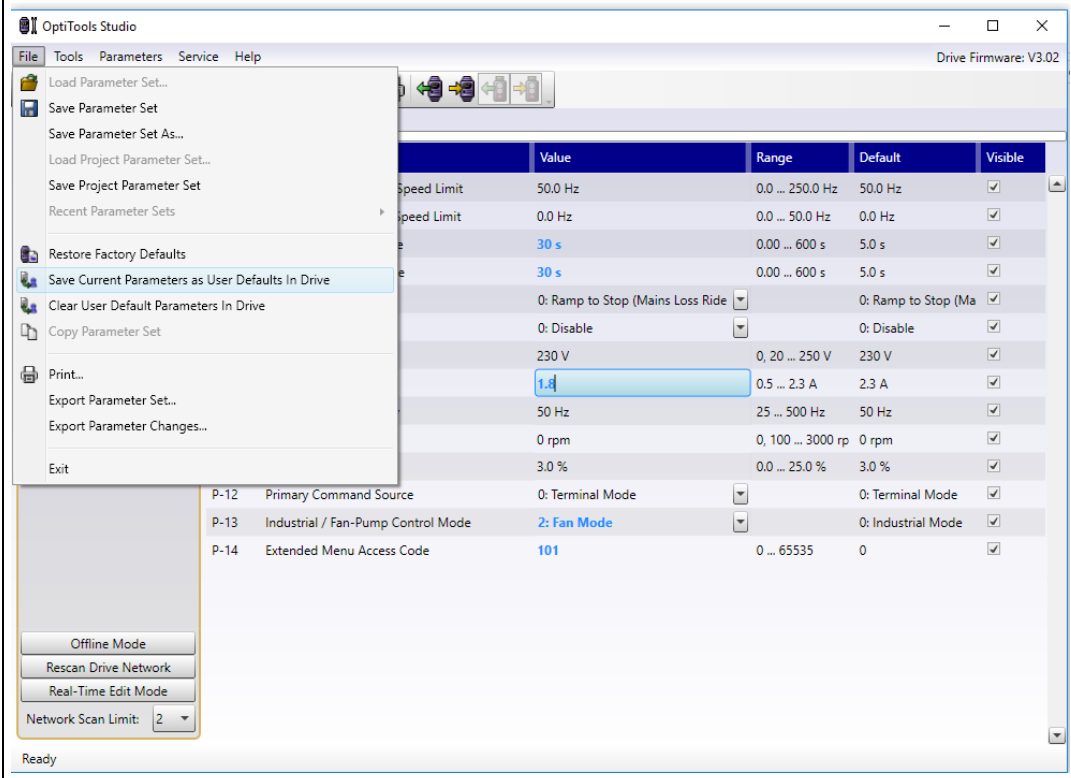 OptiTools Studio
File Tools Parameters Service Help Drive Firmware: V3.02
Load Parameter Set...
Save Parameter Set
Save Parameter Set As...
Load Project Parameter Set...
Save Project Parameter Set
Recent Parameter Sets
Restore Factory Defaults
Save Current Parameters as User Defaults In Drive
Clear User Default Parameters In Drive
Copy Parameter Set
Print...
Export Parameter Set...
Export Parameter Changes...
Exit
Value Range Default Visible
Speed Limit 50.0 Hz 0.0 ... 250.0 Hz 50.0 Hz
Speed Limit 0.0 Hz 0.0 ... 50.0 Hz 0.0 Hz
30 s 0.00 ... 600 s 5.0 s
30 s 0.00 ... 600 s 5.0 s
0: Ramp to Stop (Mains Loss Ride 0: Ramp to Stop (Ma
0: Disable 0: Disable
230 V 0, 20 ... 250 V 230 V
1.8 0.5 ... 2.3 A 2.3 A
50 Hz 25 ... 500 Hz 50 Hz
0 rpm 0, 100 ... 3000 rp 0 rpm
3.0 % 0.0 ... 25.0 % 3.0 %
P-12 Primary Command Source 0: Terminal Mode 0: Terminal Mode
P-13 Industrial / Fan-Pump Control Mode 2: Fan Mode 0: Industrial Mode
P-14 Extended Menu Access Code 101 0 ... 65535 0
Offline Mode
Rescan Drive Network
Real-Time Edit Mode
Network Scan Limit: 2
Ready